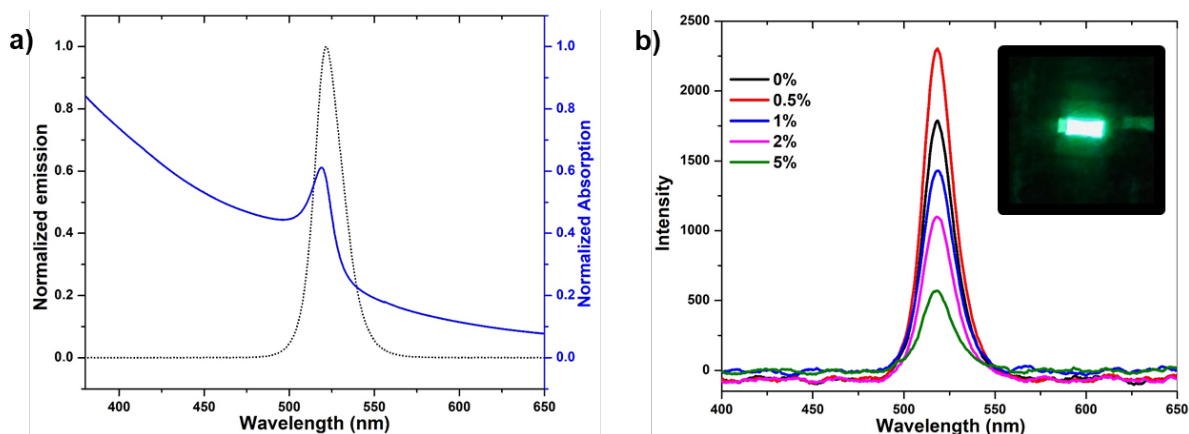 a)
Normalized emission
1.0
0.8
0.6
0.4
0.2
0.0
400 450 500 550 600 650
Wavelength (nm)
1.0
0.8
0.6
0.4
0.2
0.0
Normalized Absorption
b)
Intensity
2500
2000
1500
1000
500
0
0%
0.5%
1%
2%
5%
400 450 500 550 600 650
Wavelength (nm)